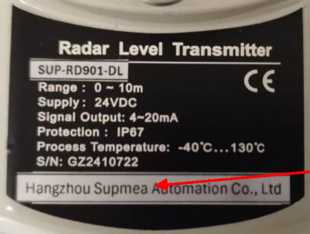 Radar Level Transmitter
SUP-RD901-DL
CE
Range : 0 ~ 10m
Supply : 24VDC
Signal Output: 4~20mA
Protection : IP67
Process Temperature: -40℃...130℃
S/N: GZ2410722
Hangzhou Supmea Automation Co., Ltd